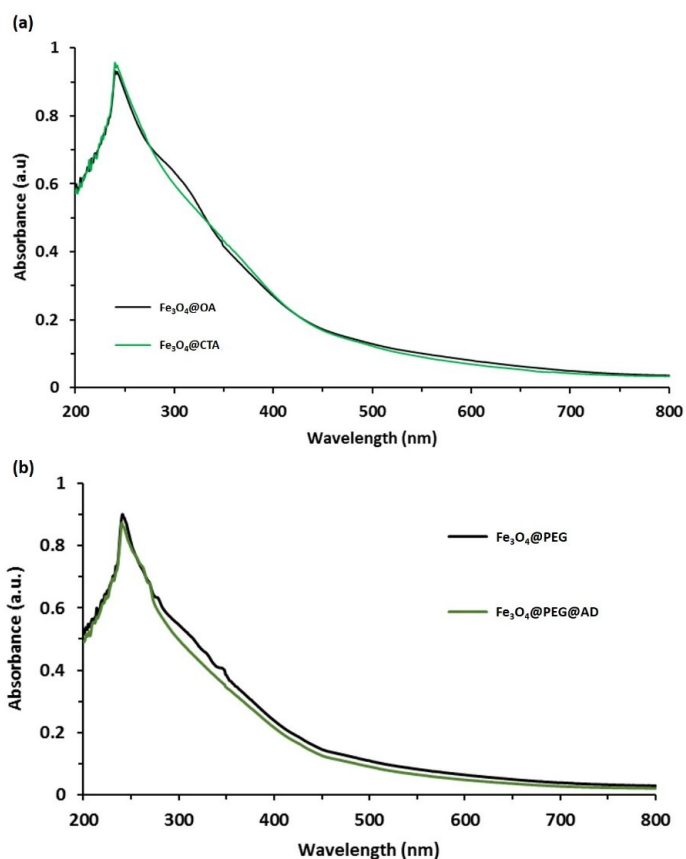 (a)
1
0.8
0.6
0.4
0.2
0
Absorbance (a.u)
Fe₃O₄@OA
Fe₃O₄@CTA
200 300 400 500 600 700 800
Wavelength (nm)
(b)
1
0.8
0.6
0.4
0.2
0
Absorbance (a.u.)
Fe₃O₄@PEG
Fe₃O₄@PEG@AD
200 300 400 500 600 700 800
Wavelength (nm)